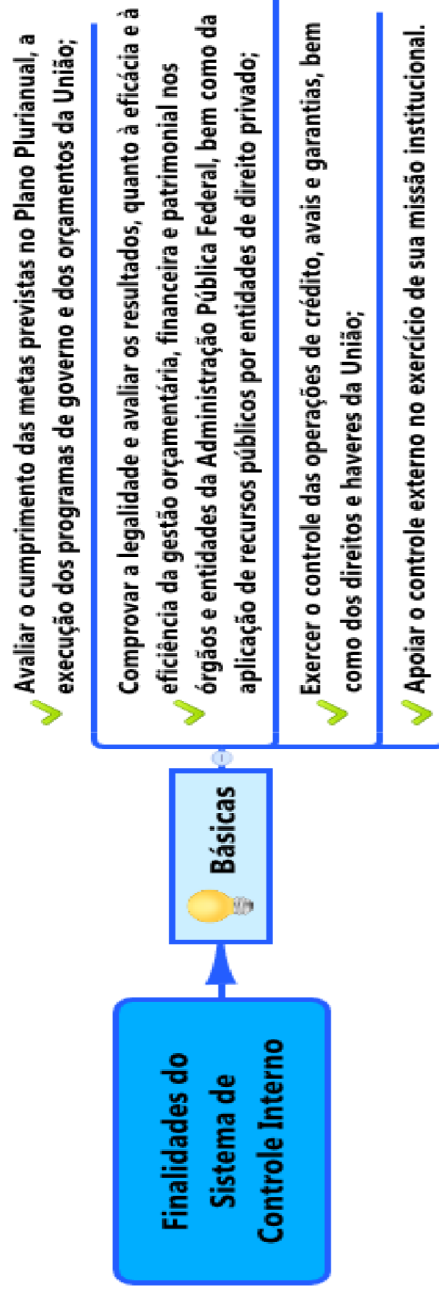 Finalidades do
Sistema de
Controle Interno
Básicas
Avaliar o cumprimento das metas previstas no Plano Plurianual, a
execução dos programas de governo e dos orçamentos da União;
Comprovar a legalidade e avaliar os resultados, quanto à eficácia e à
eficiência da gestão orçamentária, financeira e patrimonial nos
órgãos e entidades da Administração Pública Federal, bem como da
aplicação de recursos públicos por entidades de direito privado;
Exercer o controle das operações de crédito, avais e garantias, bem
como dos direitos e haveres da União;
Apoiar o controle externo no exercício de sua missão institucional.